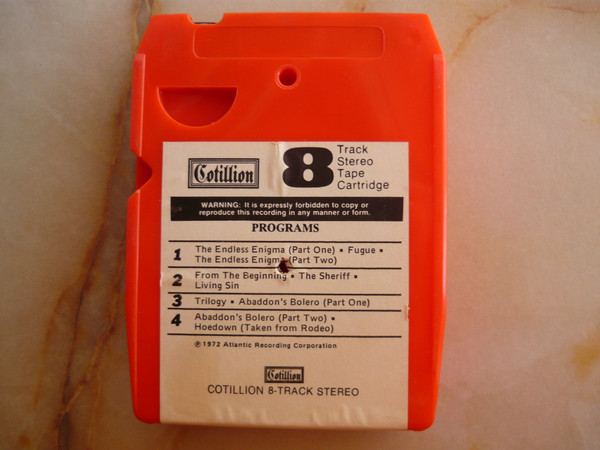 Cotillion
8
Track
Stereo
Tape
Cartridge
WARNING: It is expressly forbidden to copy or
reproduce this recording in any manner or form.
PROGRAMS
1 The Endless Enigma (Part One) • Fugue •
The Endless Enigma (Part Two)
2 From The Beginning • The Sheriff •
Living Sin
3 Trilogy • Abaddon's Bolero (Part One)
4 Abaddon's Bolero (Part Two) •
Hoedown (Taken from Rodeo)
℗ 1972 Atlantic Recording Corporation
Cotillion
COTILLION 8-TRACK STEREO